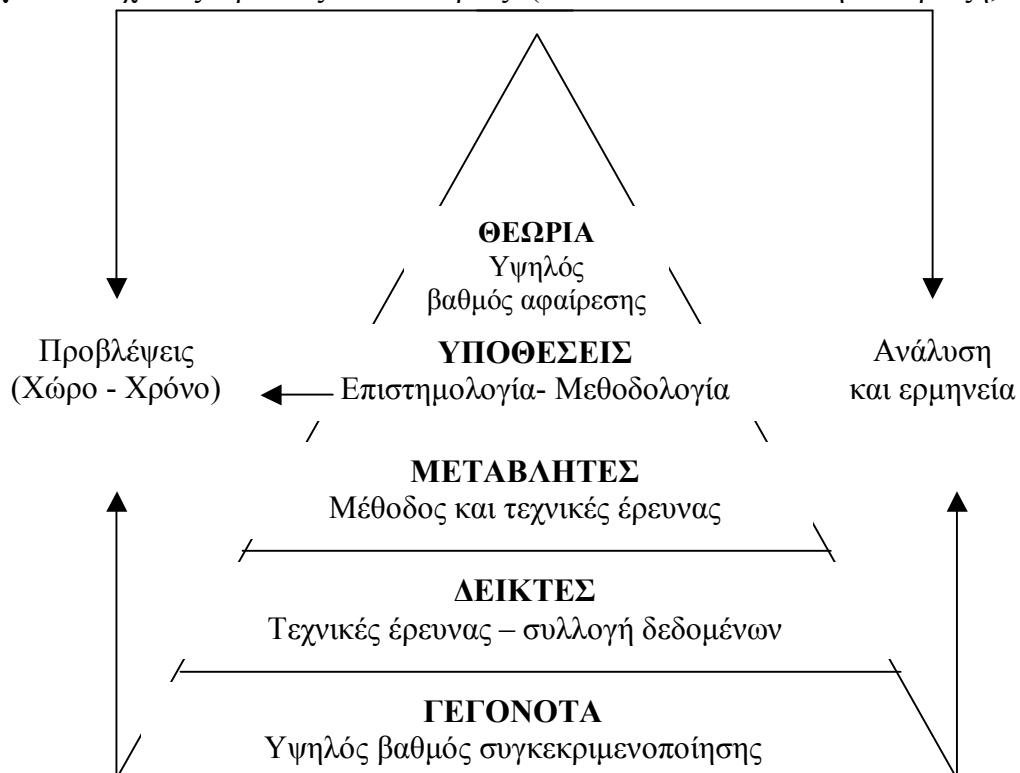 ΘΕΩΡΙΑ
Υψηλός
βαθμός αφαίρεσης
Προβλέψεις
(Χώρο - Χρόνο)
ΥΠΟΘΕΣΕΙΣ
Επιστημολογία- Μεθοδολογία
Ανάλυση
και ερμηνεία
ΜΕΤΑΒΛΗΤΕΣ
Μέθοδος και τεχνικές έρευνας
ΔΕΙΚΤΕΣ
Τεχνικές έρευνας – συλλογή δεδομένων
ΓΕΓΟΝΟΤΑ
Υψηλός βαθμός συγκεκριμενοποίησης